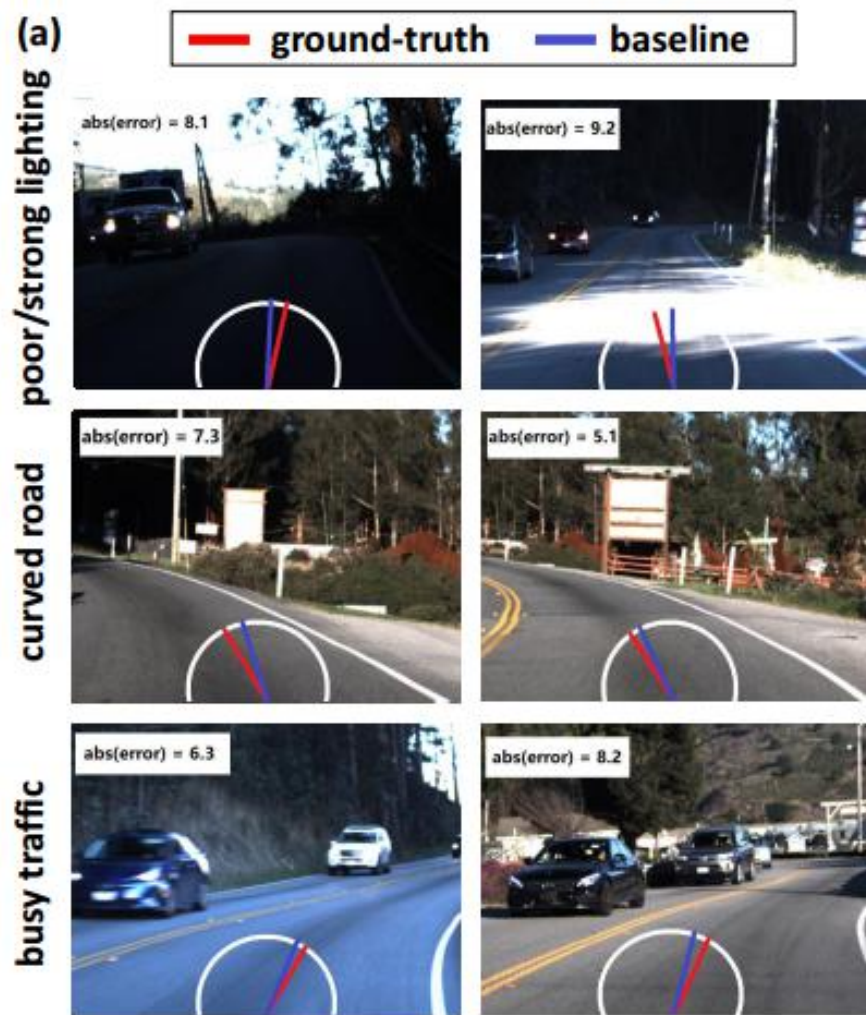 (a)
ground-truth baseline
poor/strong lighting
abs(error) = 8.1
abs(error) = 9.2
curved road
abs(error) = 7.3
abs(error) = 5.1
busy traffic
abs(error) = 6.3
abs(error) = 8.2